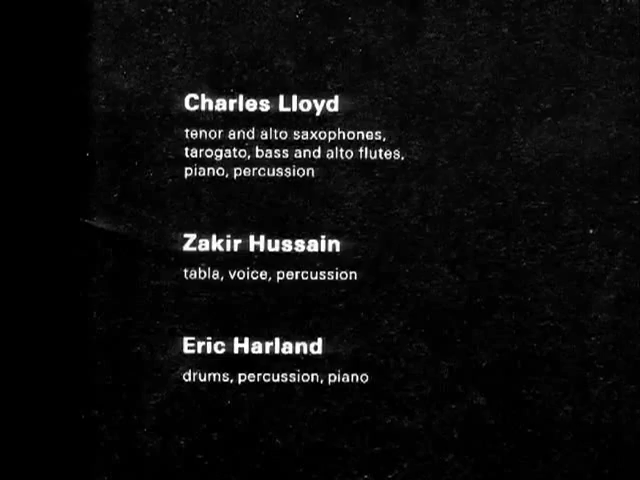 Charles Lloyd
tenor and alto saxophones,
tarogato, bass and alto flutes,
piano, percussion
Zakir Hussain
tabla, voice, percussion
Eric Harland
drums, percussion, piano